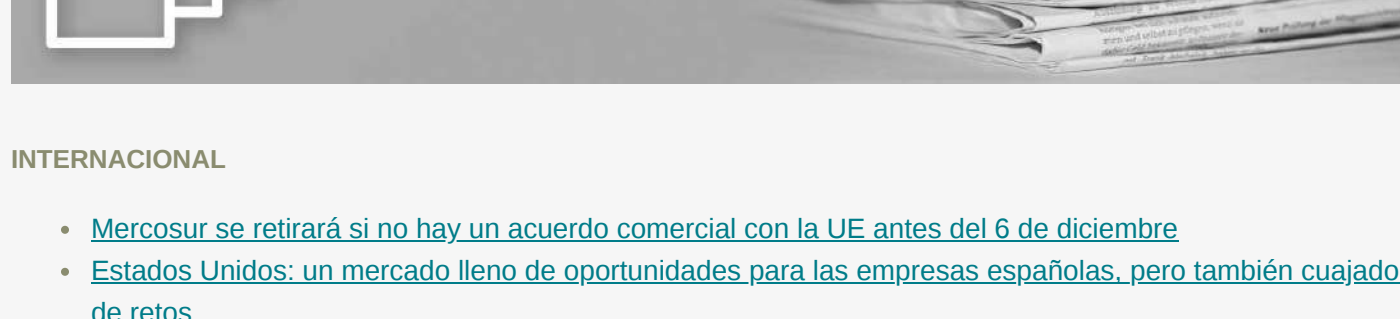 INTERNACIONAL
Mercosur se retirará si no hay un acuerdo comercial con la UE antes del 6 de diciembre
Estados Unidos: un mercado lleno de oportunidades para las empresas españolas, pero también cuajado
de retos